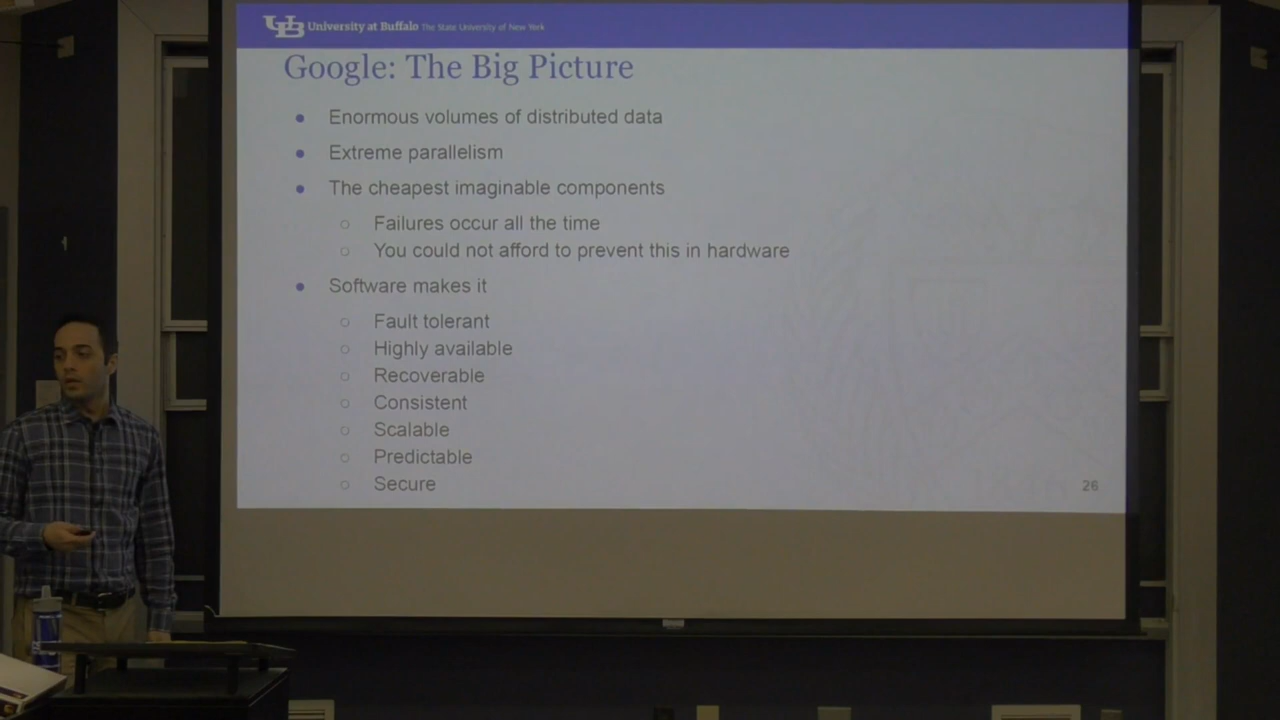 UB University at Buffalo The State University of New York
Google: The Big Picture
● Enormous volumes of distributed data
● Extreme parallelism
● The cheapest imaginable components
○ Failures occur all the time
○ You could not afford to prevent this in hardware
● Software makes it
○ Fault tolerant
○ Highly available
○ Recoverable
○ Consistent
○ Scalable
○ Predictable
○ Secure
26